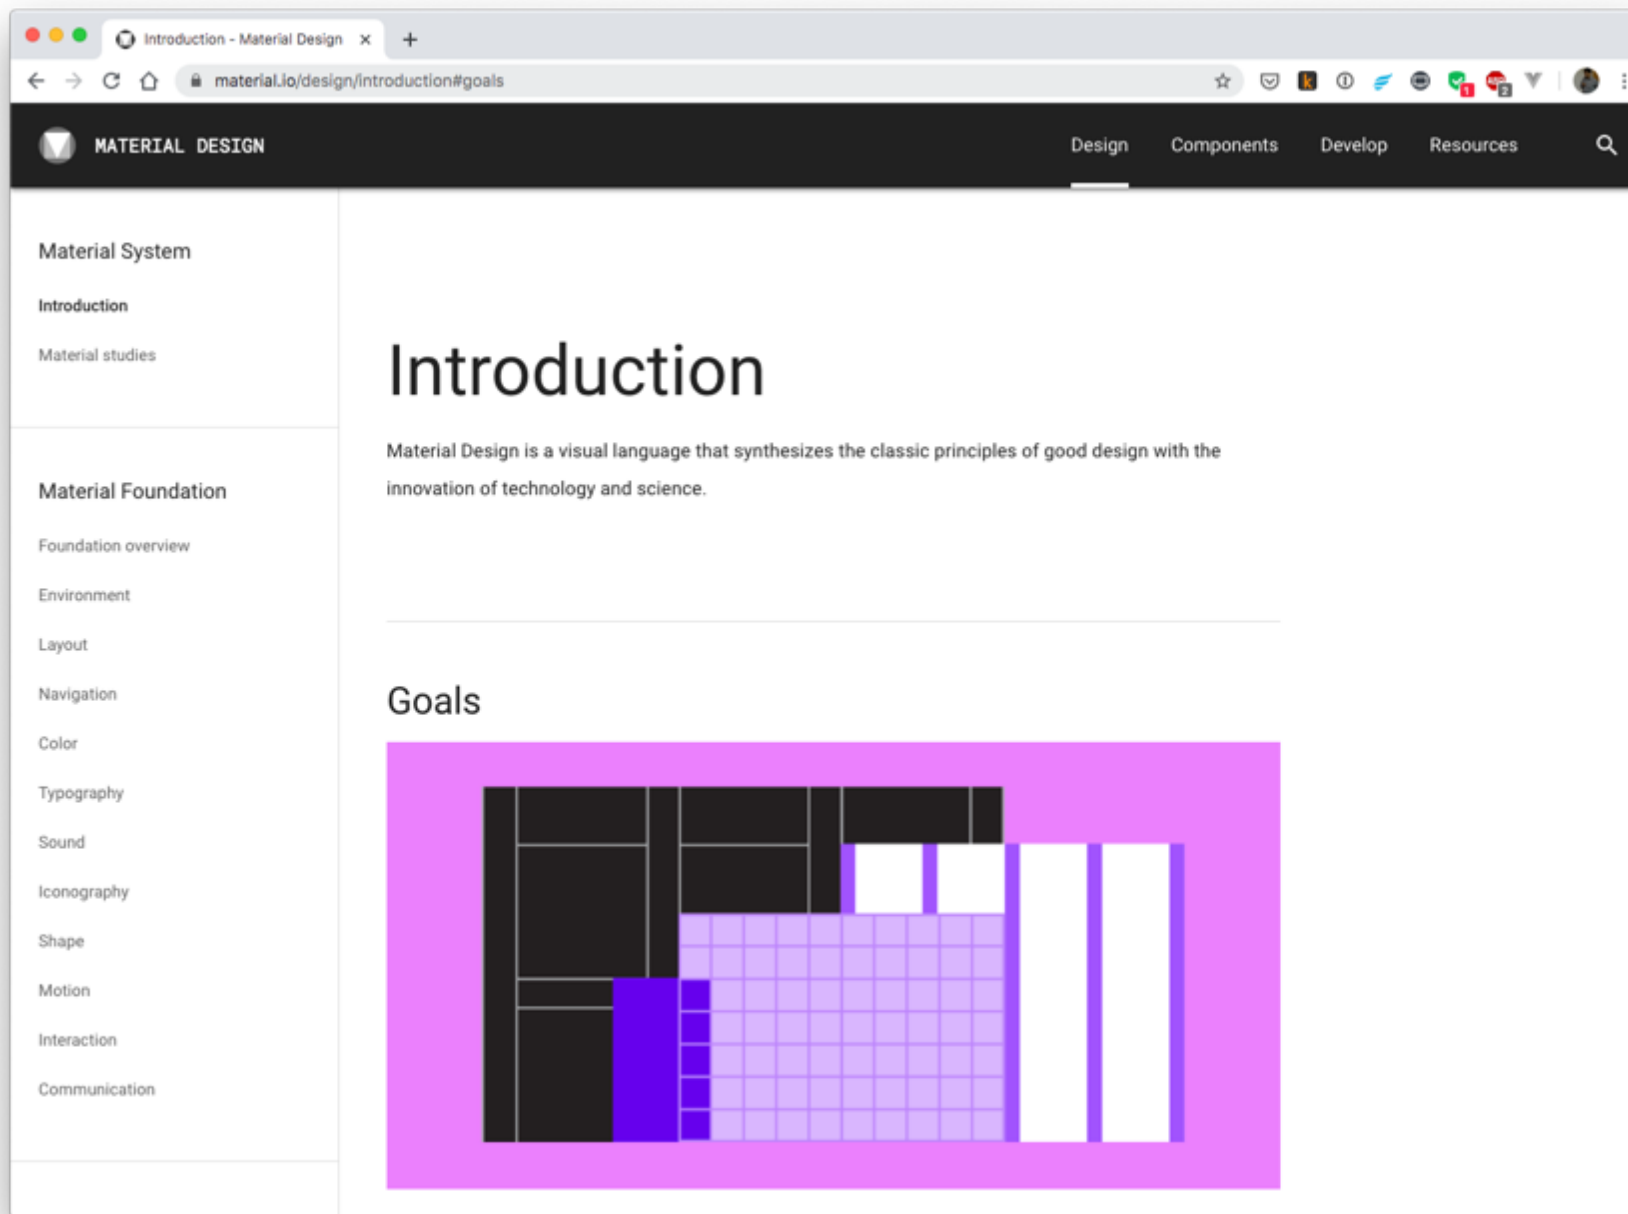 Introduction - Material Design
material.io/design/introduction#goals
k
1
2
MATERIAL DESIGN
Design
Components
Develop
Resources
Material System
Introduction
Material studies
Material Foundation
Foundation overview
Environment
Layout
Navigation
Color
Typography
Sound
Iconography
Shape
Motion
Interaction
Communication
Introduction
Material Design is a visual language that synthesizes the classic principles of good design with the
innovation of technology and science.
Goals